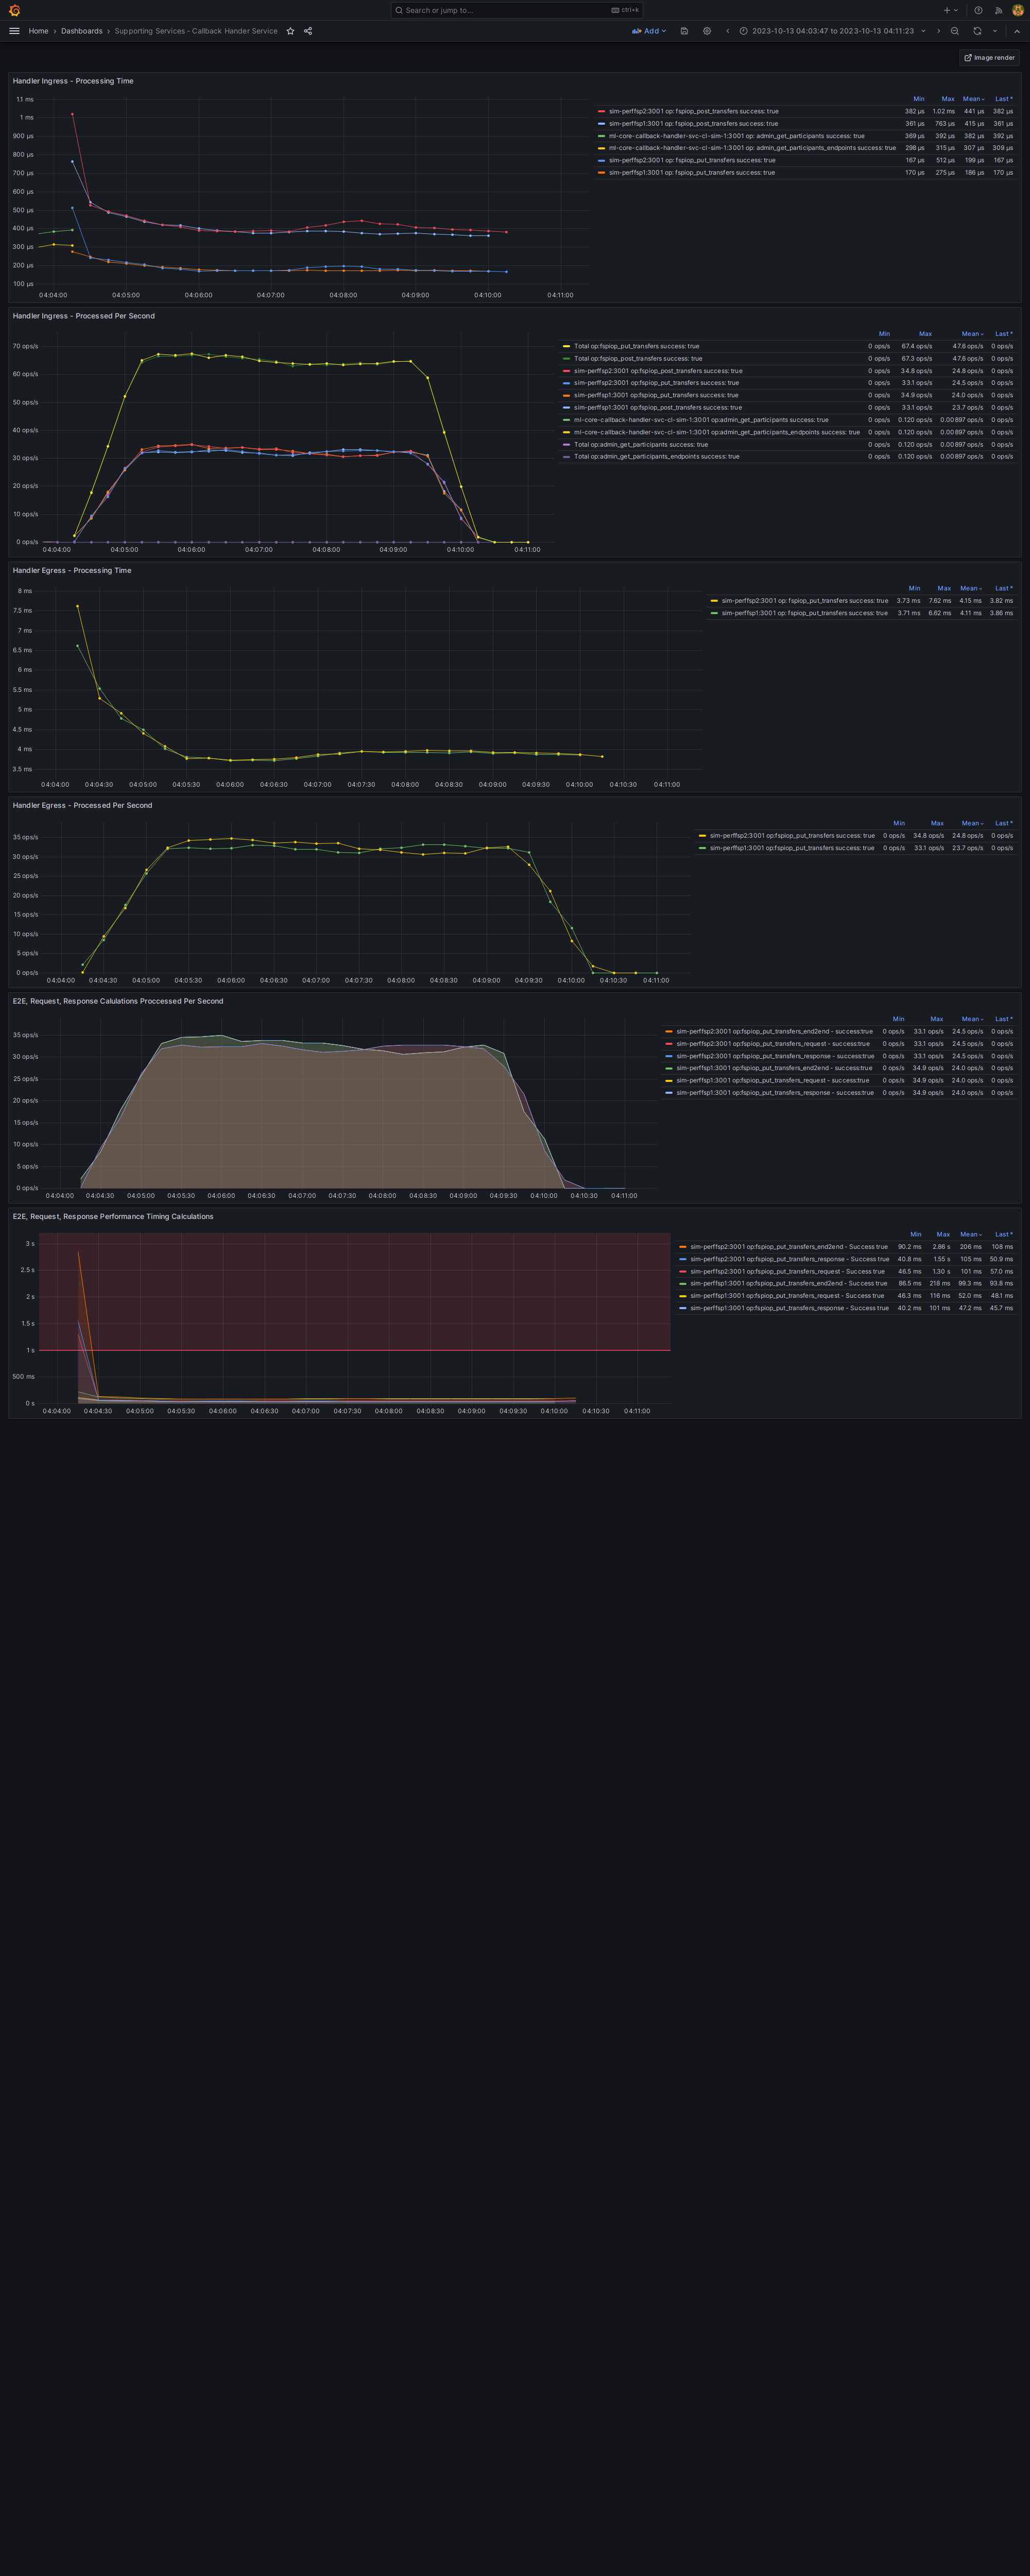 Search or jump to...
ctrl+k
Home
Dashboards
Supporting Services - Callback Hander Service
Add
2023-10-13 04:03:47 to 2023-10-13 04:11:23
Image render
Handler Ingress - Processing Time
1.1 ms
1 ms
900 µs
800 µs
700 µs
600 µs
500 µs
400 µs
300 µs
200 µs
100 µs
04:04:00 04:05:00 04:06:00 04:07:00 04:08:00 04:09:00 04:10:00 04:11:00
Min Max Mean Last *
sim-perffsp2:3001 op: fspiop_post_transfers success: true 382 µs 1.02 ms 441 µs 382 µs
sim-perffsp1:3001 op: fspiop_post_transfers success: true 361 µs 763 µs 415 µs 361 µs
ml-core-callback-handler-svc-cl-sim-1:3001 op: admin_get_participants success: true 369 µs 392 µs 382 µs 392 µs
ml-core-callback-handler-svc-cl-sim-1:3001 op: admin_get_participants_endpoints success: true 298 µs 315 µs 307 µs 309 µs
sim-perffsp2:3001 op: fspiop_put_transfers success: true 167 µs 512 µs 199 µs 167 µs
sim-perffsp1:3001 op: fspiop_put_transfers success: true 170 µs 275 µs 186 µs 170 µs
Handler Ingress - Processed Per Second
70 ops/s
60 ops/s
50 ops/s
40 ops/s
30 ops/s
20 ops/s
10 ops/s
0 ops/s
04:04:00 04:05:00 04:06:00 04:07:00 04:08:00 04:09:00 04:10:00 04:11:00
Min Max Mean Last *
Total op:fspiop_put_transfers success: true 0 ops/s 67.4 ops/s 47.6 ops/s 0 ops/s
Total op:fspiop_post_transfers success: true 0 ops/s 67.3 ops/s 47.6 ops/s 0 ops/s
sim-perffsp2:3001 op:fspiop_post_transfers success: true 0 ops/s 34.8 ops/s 24.8 ops/s 0 ops/s
sim-perffsp2:3001 op:fspiop_put_transfers success: true 0 ops/s 33.1 ops/s 24.5 ops/s 0 ops/s
sim-perffsp1:3001 op:fspiop_put_transfers success: true 0 ops/s 34.9 ops/s 24.0 ops/s 0 ops/s
sim-perffsp1:3001 op:fspiop_post_transfers success: true 0 ops/s 33.1 ops/s 23.7 ops/s 0 ops/s
ml-core-callback-handler-svc-cl-sim-1:3001 op:admin_get_participants success: true 0 ops/s 0.120 ops/s 0.00897 ops/s 0 ops/s
ml-core-callback-handler-svc-cl-sim-1:3001 op:admin_get_participants_endpoints success: true 0 ops/s 0.120 ops/s 0.00897 ops/s 0 ops/s
Total op:admin_get_participants success: true 0 ops/s 0.120 ops/s 0.00897 ops/s 0 ops/s
Total op:admin_get_participants_endpoints success: true 0 ops/s 0.120 ops/s 0.00897 ops/s 0 ops/s
Handler Egress - Processing Time
8 ms
7.5 ms
7 ms
6.5 ms
6 ms
5.5 ms
5 ms
4.5 ms
4 ms
3.5 ms
04:04:00 04:04:30 04:05:00 04:05:30 04:06:00 04:06:30 04:07:00 04:07:30 04:08:00 04:08:30 04:09:00 04:09:30 04:10:00 04:10:30 04:11:00
Min Max Mean Last *
sim-perffsp2:3001 op: fspiop_put_transfers success: true 3.73 ms 7.62 ms 4.15 ms 3.82 ms
sim-perffsp1:3001 op: fspiop_put_transfers success: true 3.71 ms 6.62 ms 4.11 ms 3.86 ms
Handler Egress - Processed Per Second
35 ops/s
30 ops/s
25 ops/s
20 ops/s
15 ops/s
10 ops/s
5 ops/s
0 ops/s
04:04:00 04:04:30 04:05:00 04:05:30 04:06:00 04:06:30 04:07:00 04:07:30 04:08:00 04:08:30 04:09:00 04:09:30 04:10:00 04:10:30 04:11:00
Min Max Mean Last *
sim-perffsp2:3001 op:fspiop_put_transfers success: true 0 ops/s 34.8 ops/s 24.8 ops/s 0 ops/s
sim-perffsp1:3001 op:fspiop_put_transfers success: true 0 ops/s 33.1 ops/s 23.7 ops/s 0 ops/s
E2E, Request, Response Calulations Proccessed Per Second
35 ops/s
30 ops/s
25 ops/s
20 ops/s
15 ops/s
10 ops/s
5 ops/s
0 ops/s
04:04:00 04:04:30 04:05:00 04:05:30 04:06:00 04:06:30 04:07:00 04:07:30 04:08:00 04:08:30 04:09:00 04:09:30 04:10:00 04:10:30 04:11:00
Min Max Mean Last *
sim-perffsp2:3001 op:fspiop_put_transfers_end2end - success:true 0 ops/s 33.1 ops/s 24.5 ops/s 0 ops/s
sim-perffsp2:3001 op:fspiop_put_transfers_request - success:true 0 ops/s 33.1 ops/s 24.5 ops/s 0 ops/s
sim-perffsp2:3001 op:fspiop_put_transfers_response - success:true 0 ops/s 33.1 ops/s 24.5 ops/s 0 ops/s
sim-perffsp1:3001 op:fspiop_put_transfers_end2end - success:true 0 ops/s 34.9 ops/s 24.0 ops/s 0 ops/s
sim-perffsp1:3001 op:fspiop_put_transfers_request - success:true 0 ops/s 34.9 ops/s 24.0 ops/s 0 ops/s
sim-perffsp1:3001 op:fspiop_put_transfers_response - success:true 0 ops/s 34.9 ops/s 24.0 ops/s 0 ops/s
E2E, Request, Response Performance Timing Calculations
3 s
2.5 s
2 s
1.5 s
1 s
500 ms
0 s
04:04:00 04:04:30 04:05:00 04:05:30 04:06:00 04:06:30 04:07:00 04:07:30 04:08:00 04:08:30 04:09:00 04:09:30 04:10:00 04:10:30 04:11:00
Min Max Mean Last *
sim-perffsp2:3001 op:fspiop_put_transfers_end2end - Success true 90.2 ms 2.86 s 206 ms 108 ms
sim-perffsp2:3001 op:fspiop_put_transfers_response - Success true 40.8 ms 1.55 s 105 ms 50.9 ms
sim-perffsp2:3001 op:fspiop_put_transfers_request - Success true 46.5 ms 1.30 s 101 ms 57.0 ms
sim-perffsp1:3001 op:fspiop_put_transfers_end2end - Success true 86.5 ms 218 ms 99.3 ms 93.8 ms
sim-perffsp1:3001 op:fspiop_put_transfers_request - Success true 46.3 ms 116 ms 52.0 ms 48.1 ms
sim-perffsp1:3001 op:fspiop_put_transfers_response - Success true 40.2 ms 101 ms 47.2 ms 45.7 ms